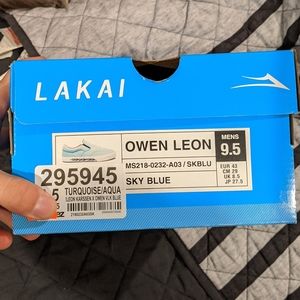 LAKAI
OWEN LEON
MENS
9.5
MS218-0232-A03 / SKBLU
EUR 43
CM 29
UK 8.5
JP 27.5
SKY BLUE
295945
TURQUOISE/AQUA